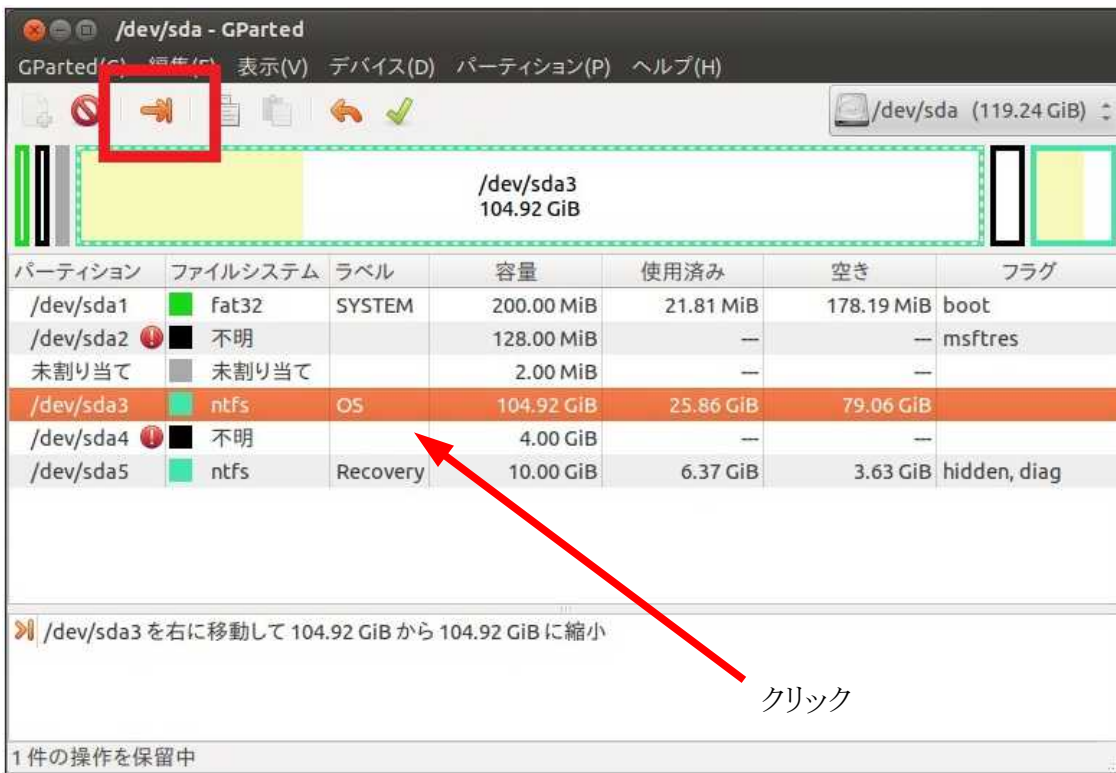 /dev/sda - GParted
GParted(G) 編集(E) 表示(V) デバイス(D) パーティション(P) ヘルプ(H)
/dev/sda (119.24 GiB)
/dev/sda3
104.92 GiB
パーティション ファイルシステム ラベル 容量 使用済み 空き フラグ
/dev/sda1 fat32 SYSTEM 200.00 MiB 21.81 MiB 178.19 MiB boot
/dev/sda2 不明 128.00 MiB --- --- msftres
未割り当て 未割り当て 2.00 MiB --- ---
/dev/sda3 ntfs OS 104.92 GiB 25.86 GiB 79.06 GiB
/dev/sda4 不明 4.00 GiB --- ---
/dev/sda5 ntfs Recovery 10.00 GiB 6.37 GiB 3.63 GiB hidden, diag
/dev/sda3 を右に移動して 104.92 GiB から 104.92 GiB に縮小
クリック
1 件の操作を保留中